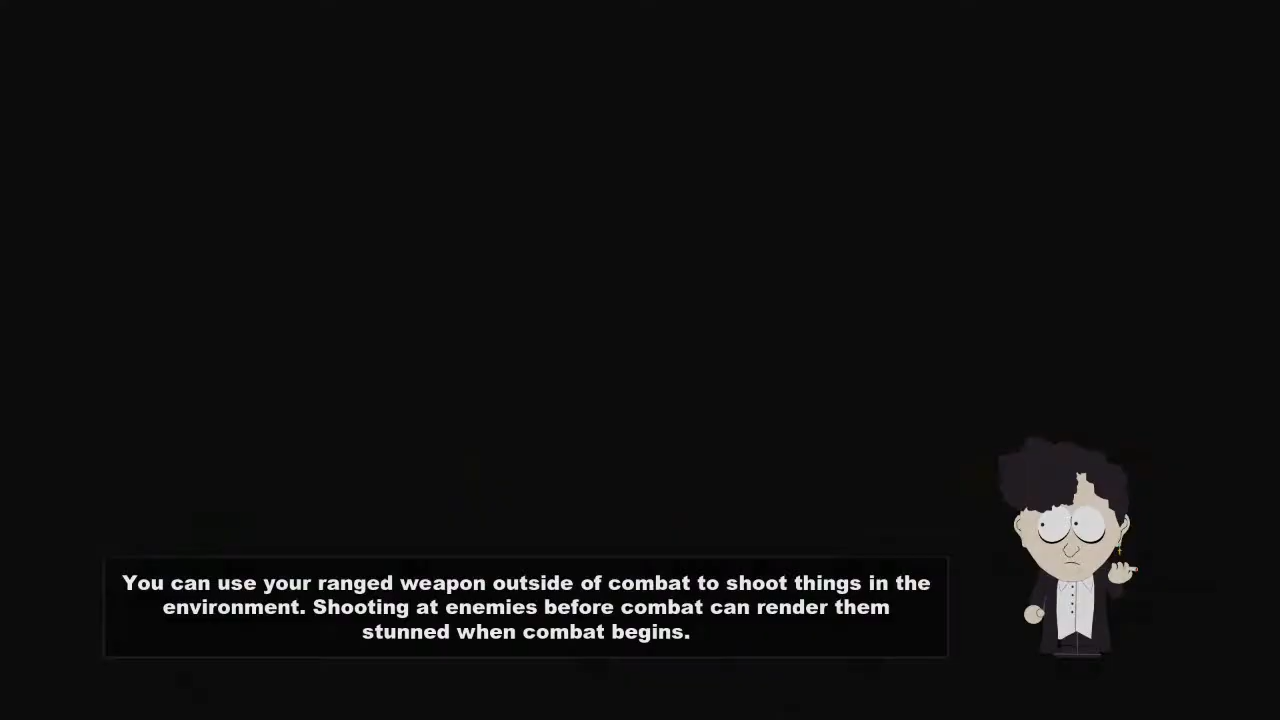 You can use your ranged weapon outside of combat to shoot things in the
environment. Shooting at enemies before combat can render them
stunned when combat begins.